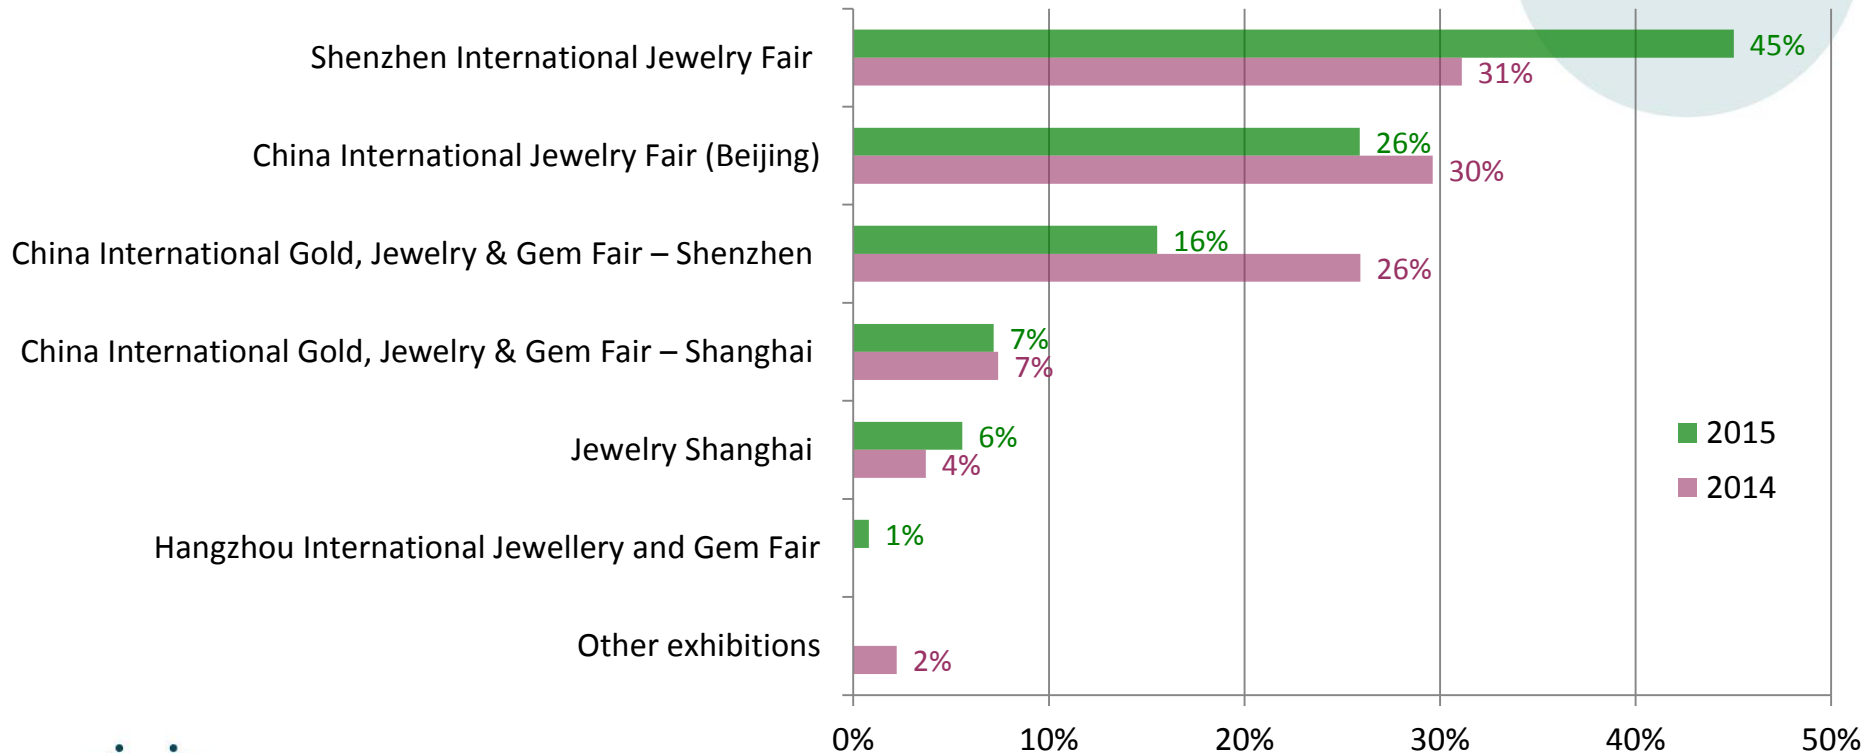 Shenzhen International Jewelry Fair
45%
31%
China International Jewelry Fair (Beijing)
26%
30%
China International Gold, Jewelry & Gem Fair – Shenzhen
16%
26%
China International Gold, Jewelry & Gem Fair – Shanghai
7%
7%
Jewelry Shanghai
6%
4%
2015
2014
Hangzhou International Jewellery and Gem Fair
1%
Other exhibitions
2%
0% 10% 20% 30% 40% 50%